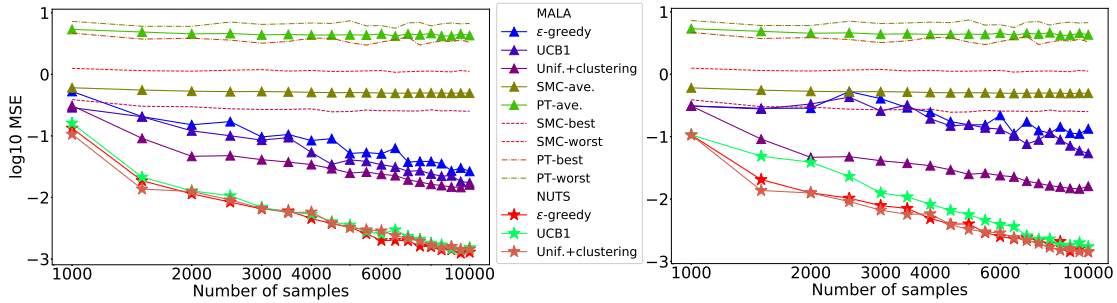 log10 MSE
1
0
−1
−2
−3
1000
2000
3000
4000
6000
10000
Number of samples
MALA
ε-greedy
UCB1
Unif.+clustering
SMC-ave.
PT-ave.
SMC-best
SMC-worst
PT-best
PT-worst
NUTS
ε-greedy
UCB1
Unif.+clustering
1
0
−1
−2
−3
1000
2000
3000
4000
6000
10000
Number of samples